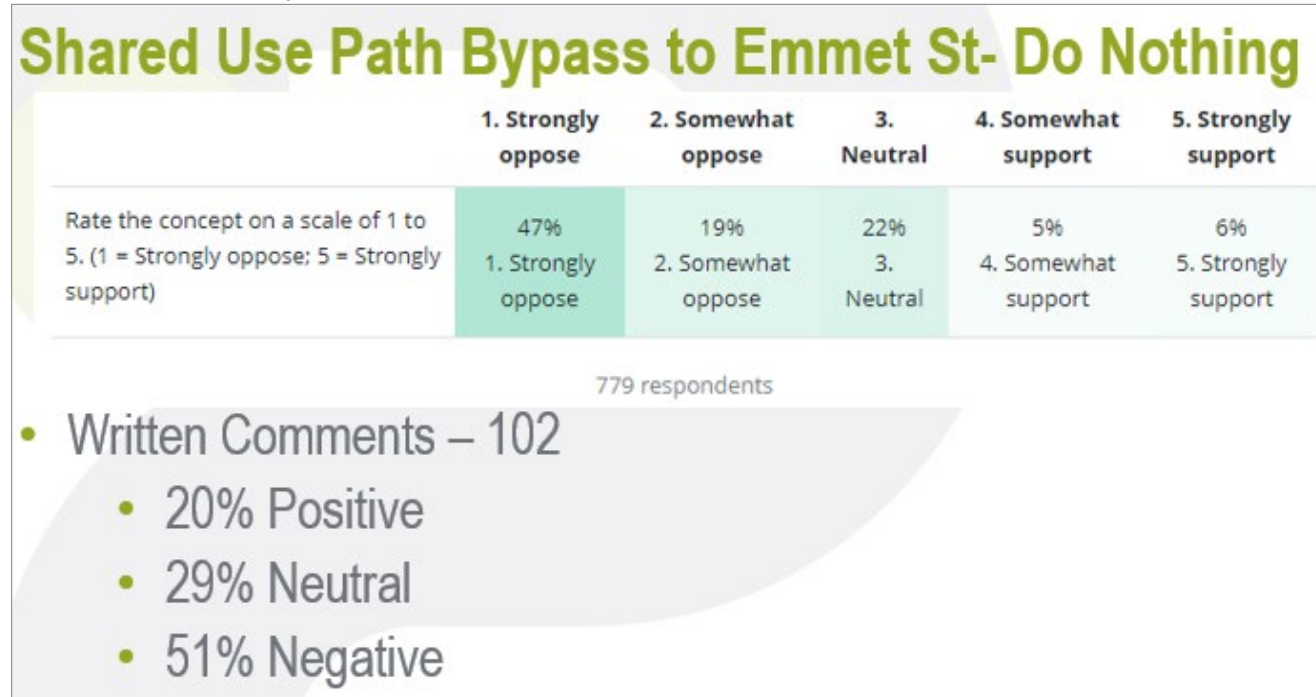 Shared Use Path Bypass to Emmet St- Do Nothing
1. Strongly oppose
2. Somewhat oppose
3. Neutral
4. Somewhat support
5. Strongly support
Rate the concept on a scale of 1 to
5. (1 = Strongly oppose; 5 = Strongly
support)
47%
1. Strongly
oppose
19%
2. Somewhat
oppose
22%
3.
Neutral
5%
4. Somewhat
support
6%
5. Strongly
support
779 respondents
• Written Comments – 102
• 20% Positive
• 29% Neutral
• 51% Negative